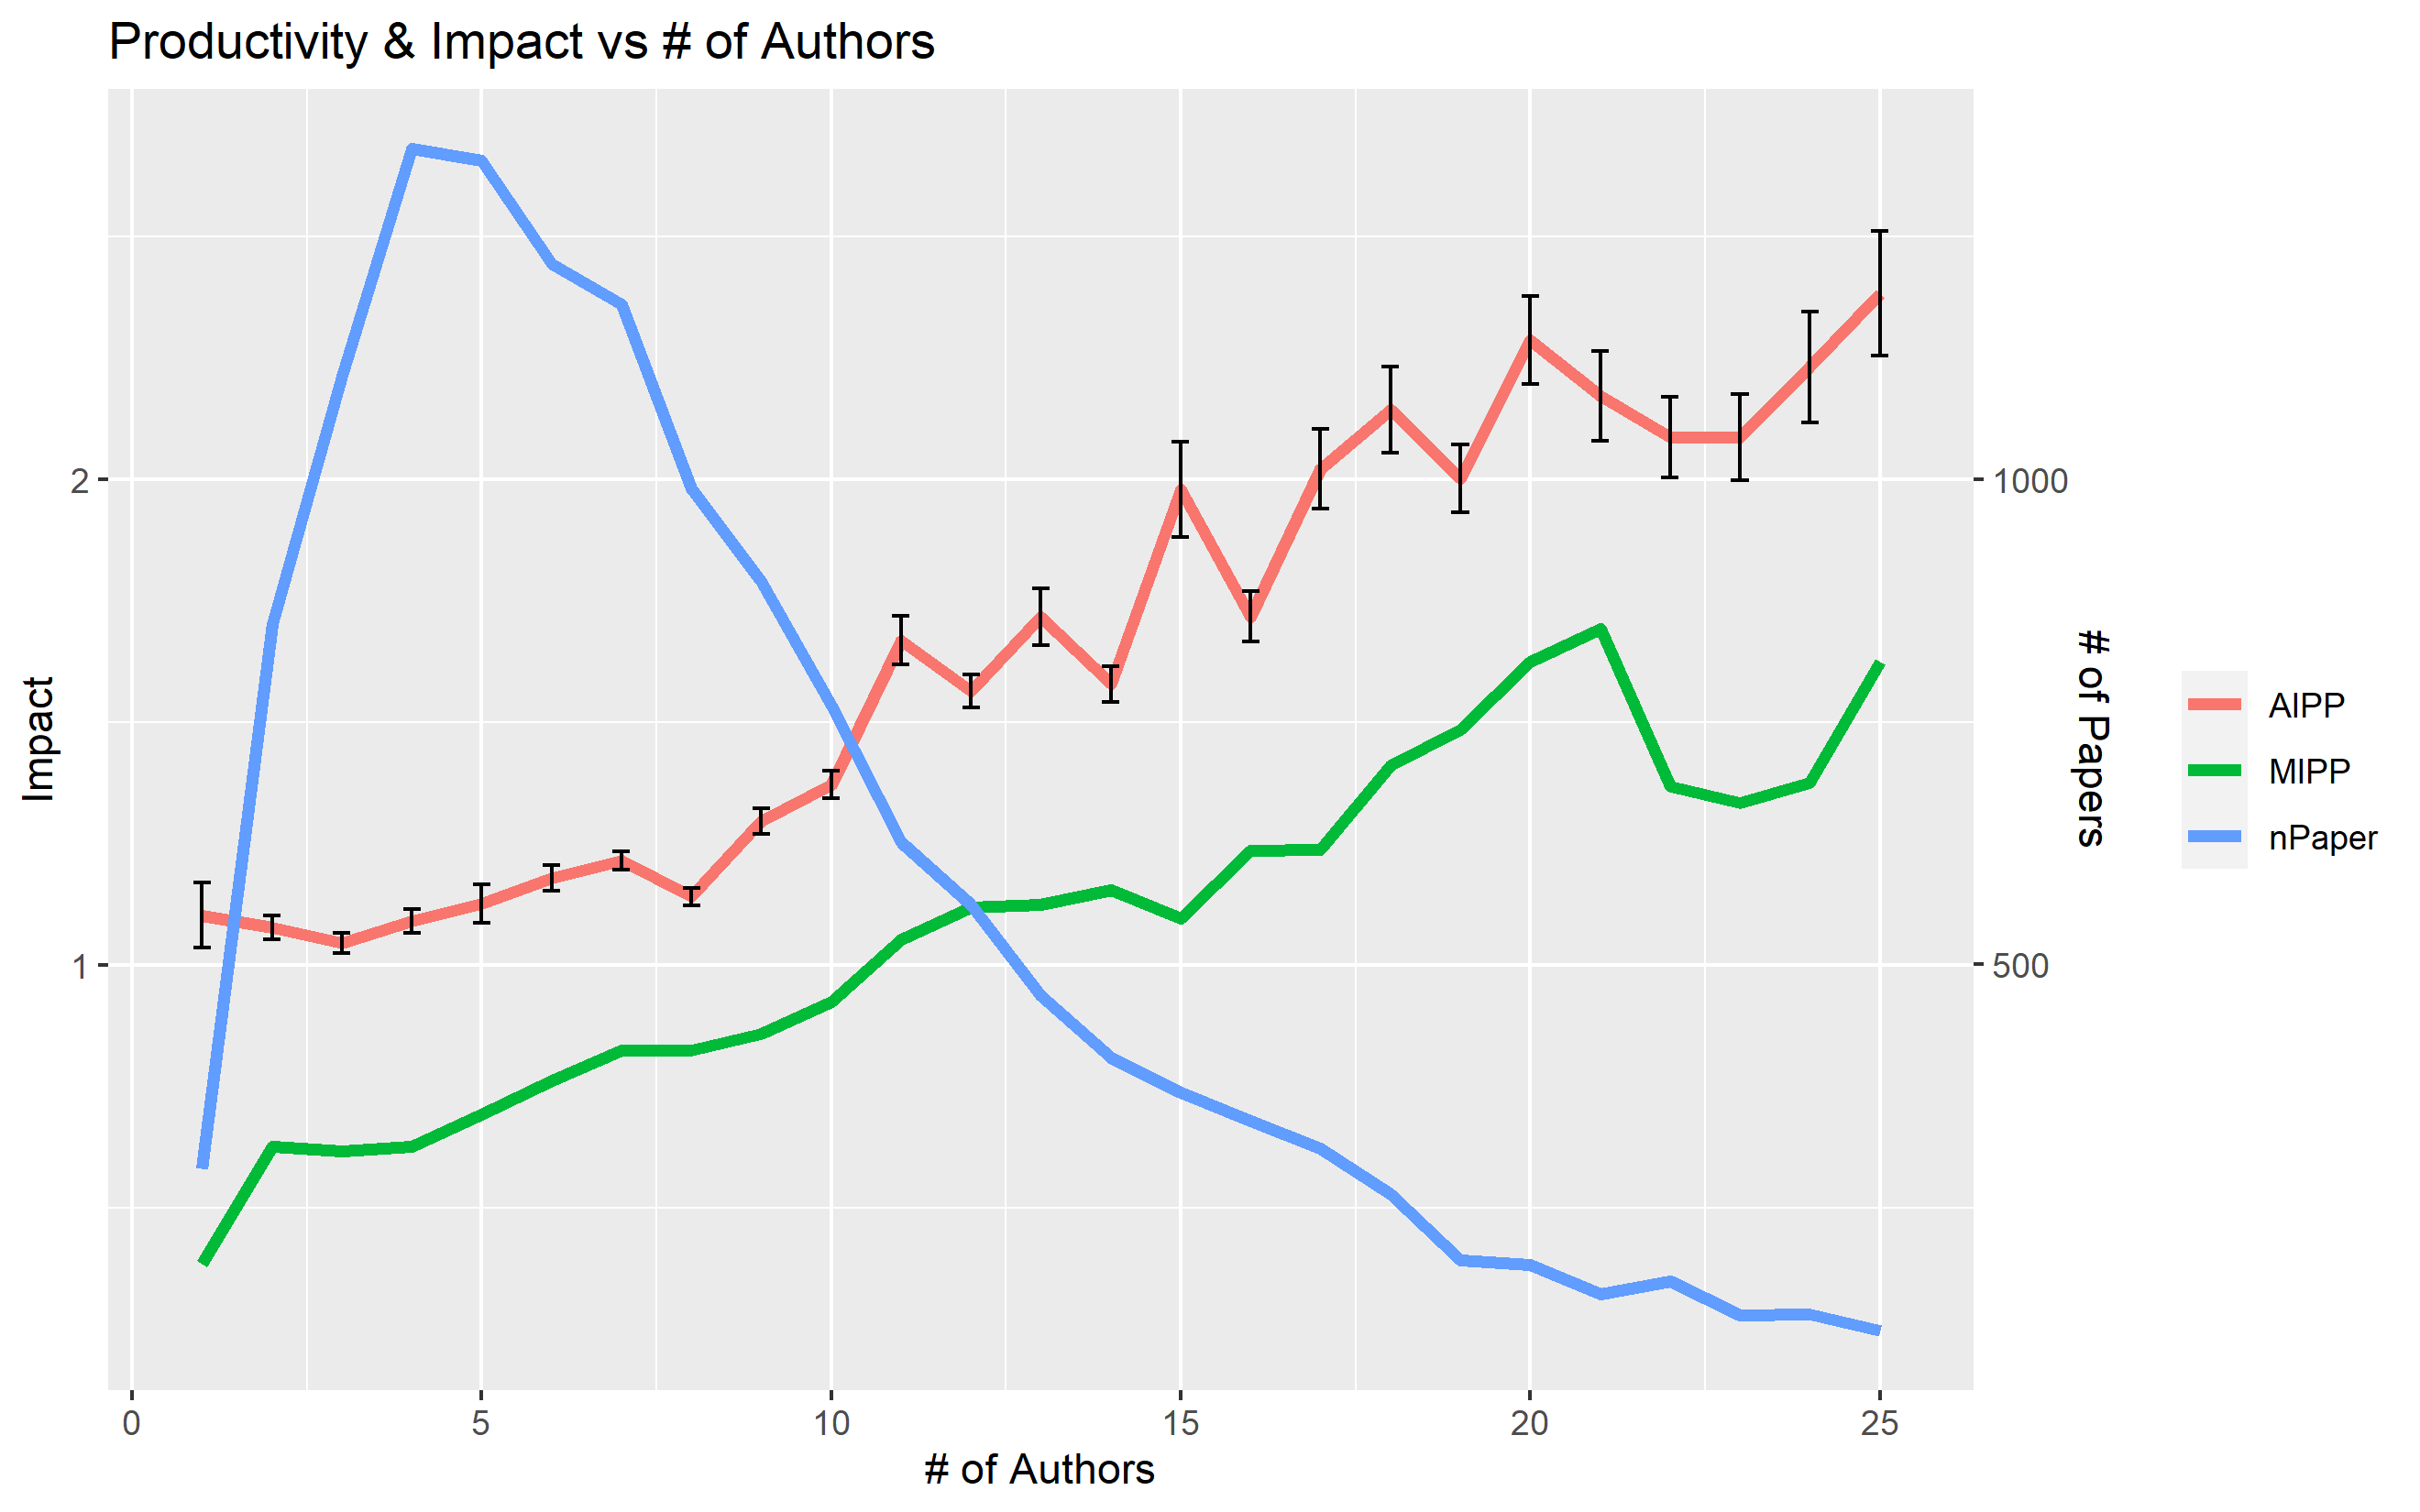 Productivity & Impact vs # of Authors
Impact
2
1
1000
500
# of Papers
0 5 10 15 20 25
# of Authors
AIPP
MIPP
nPaper